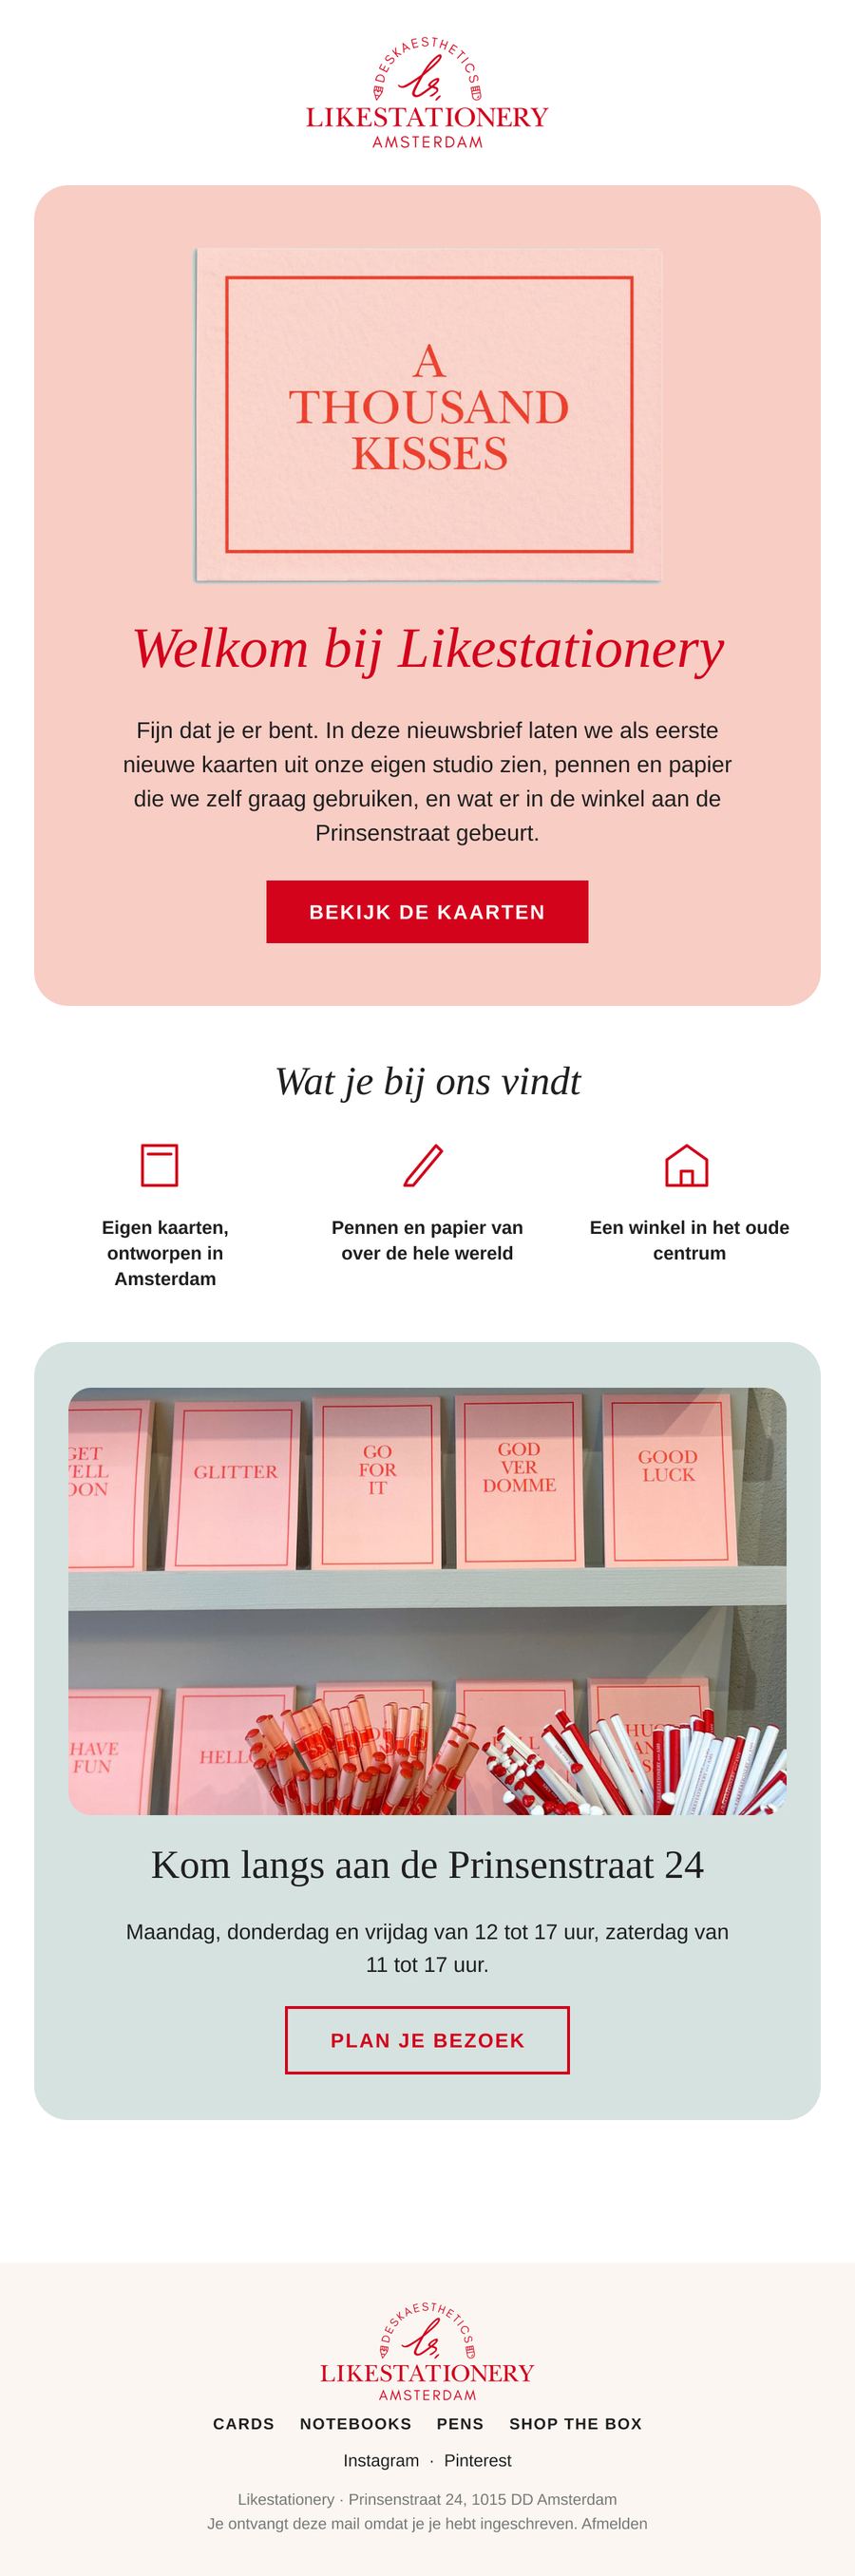 DESKAESTHETICS
ls
LIKESTATIONERY
AMSTERDAM
A
THOUSAND
KISSES
Welkom bij Likestationery
Fijn dat je er bent. In deze nieuwsbrief laten we als eerste
nieuwe kaarten uit onze eigen studio zien, pennen en papier
die we zelf graag gebruiken, en wat er in de winkel aan de
Prinsenstraat gebeurt.
BEKIJK DE KAARTEN
Wat je bij ons vindt
Eigen kaarten,
ontworpen in
Amsterdam
Pennen en papier van
over de hele wereld
Een winkel in het oude
centrum
GET
GLITTER
GO
FOR
IT
GOD
VER
DOMME
GOOD
LUCK
HAVE
FUN
Kom langs aan de Prinsenstraat 24
Maandag, donderdag en vrijdag van 12 tot 17 uur, zaterdag van
11 tot 17 uur.
PLAN JE BEZOEK
DESKAESTHETICS
ls
LIKESTATIONERY
AMSTERDAM
CARDS NOTEBOOKS PENS SHOP THE BOX
Instagram · Pinterest
Likestationery · Prinsenstraat 24, 1015 DD Amsterdam
Je ontvangt deze mail omdat je je hebt ingeschreven. Afmelden